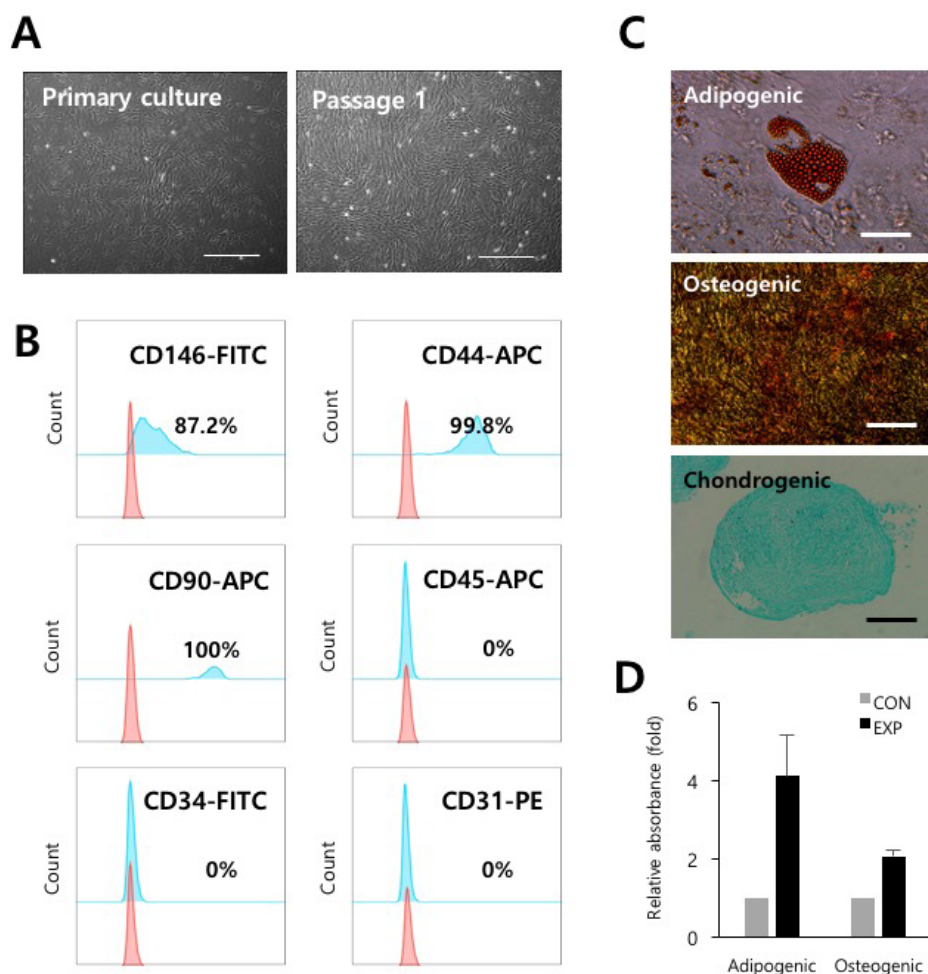 A
Primary culture
Passage 1
B
CD146-FITC
87.2%
Count
CD44-APC
99.8%
Count
CD90-APC
100%
Count
CD45-APC
0%
Count
CD34-FITC
0%
Count
CD31-PE
0%
Count
C
Adipogenic
Osteogenic
Chondrogenic
D
CON
EXP
Relative absorbance (fold)
6
4
2
0
Adipogenic
Osteogenic